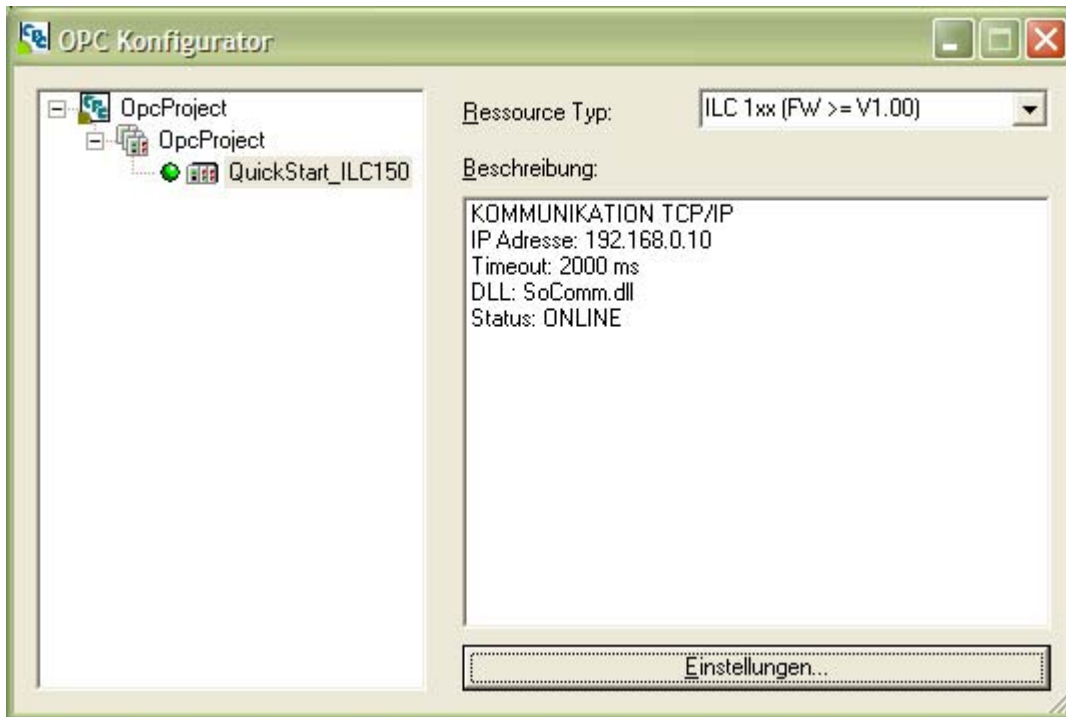 OPC Konfigurator
OpcProject
OpcProject
QuickStart_ILC150
Ressource Typ:
ILC 1xx (FW >= V1.00)
Beschreibung:
KOMMUNIKATION TCP/IP
IP Adresse: 192.168.0.10
Timeout: 2000 ms
DLL: SoComm.dll
Status: ONLINE
Einstellungen...